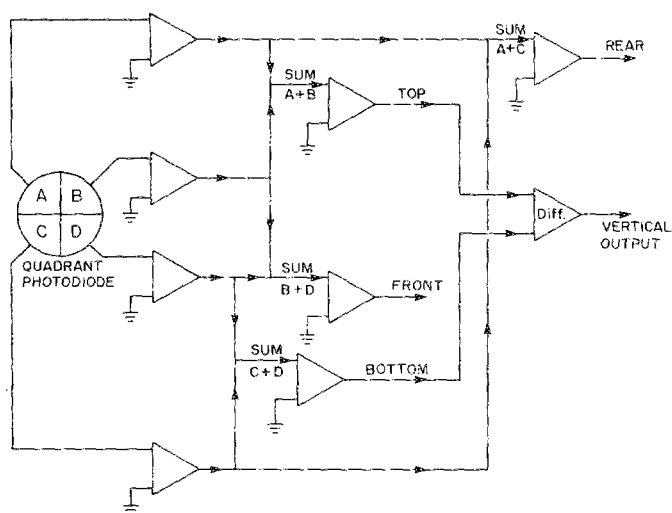 SUM
A+C
REAR
SUM
A+B
TOP
A B
C D
QUADRANT
PHOTODIODE
Diff.
VERTICAL
OUTPUT
SUM
B+D
FRONT
SUM
C+D
BOTTOM